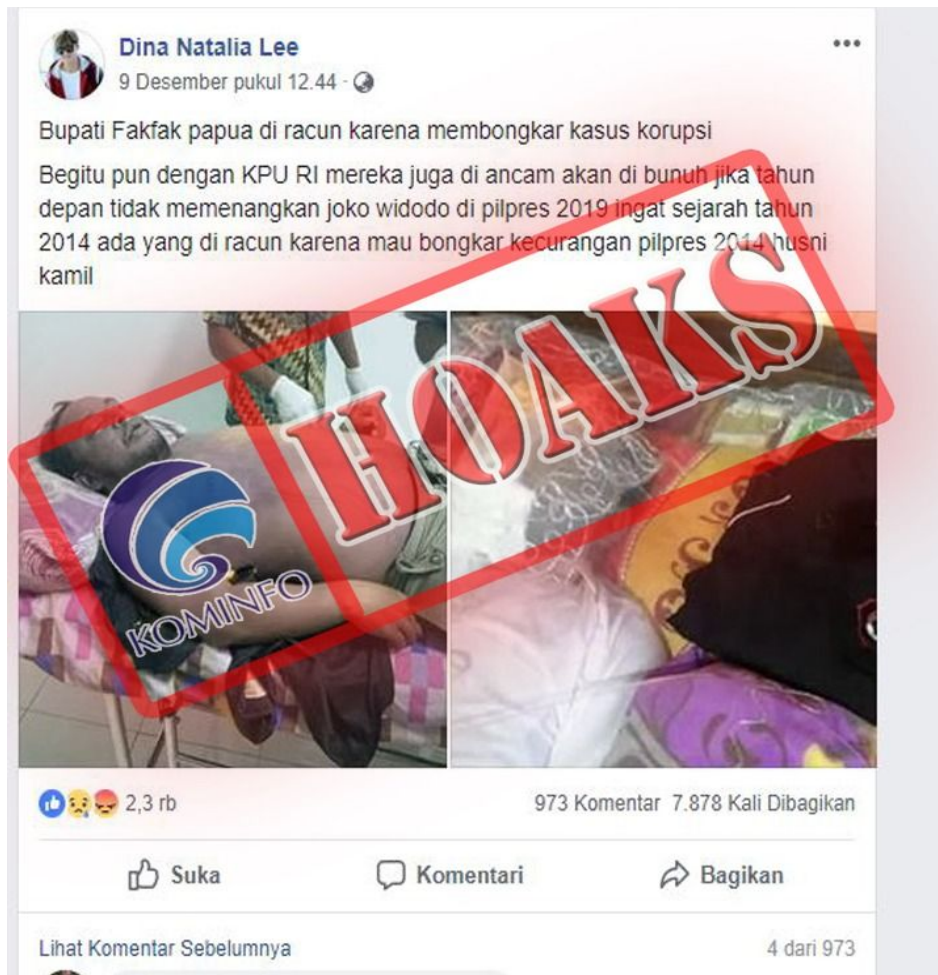 Dina Natalia Lee
9 Desember pukul 12.44
Bupati Fakfak papua di racun karena membongkar kasus korupsi
Begitu pun dengan KPU RI mereka juga di ancam akan di bunuh jika tahun
depan tidak memenangkan joko widodo di pilpres 2019 ingat sejarah tahun
2014 ada yang di racun karena mau bongkar kecurangan pilpres 2014 husni
kamil
HOAKS
KOMINFO
2,3 rb
973 Komentar 7.878 Kali Dibagikan
Suka
Komentari
Bagikan
Lihat Komentar Sebelumnya
4 dari 973